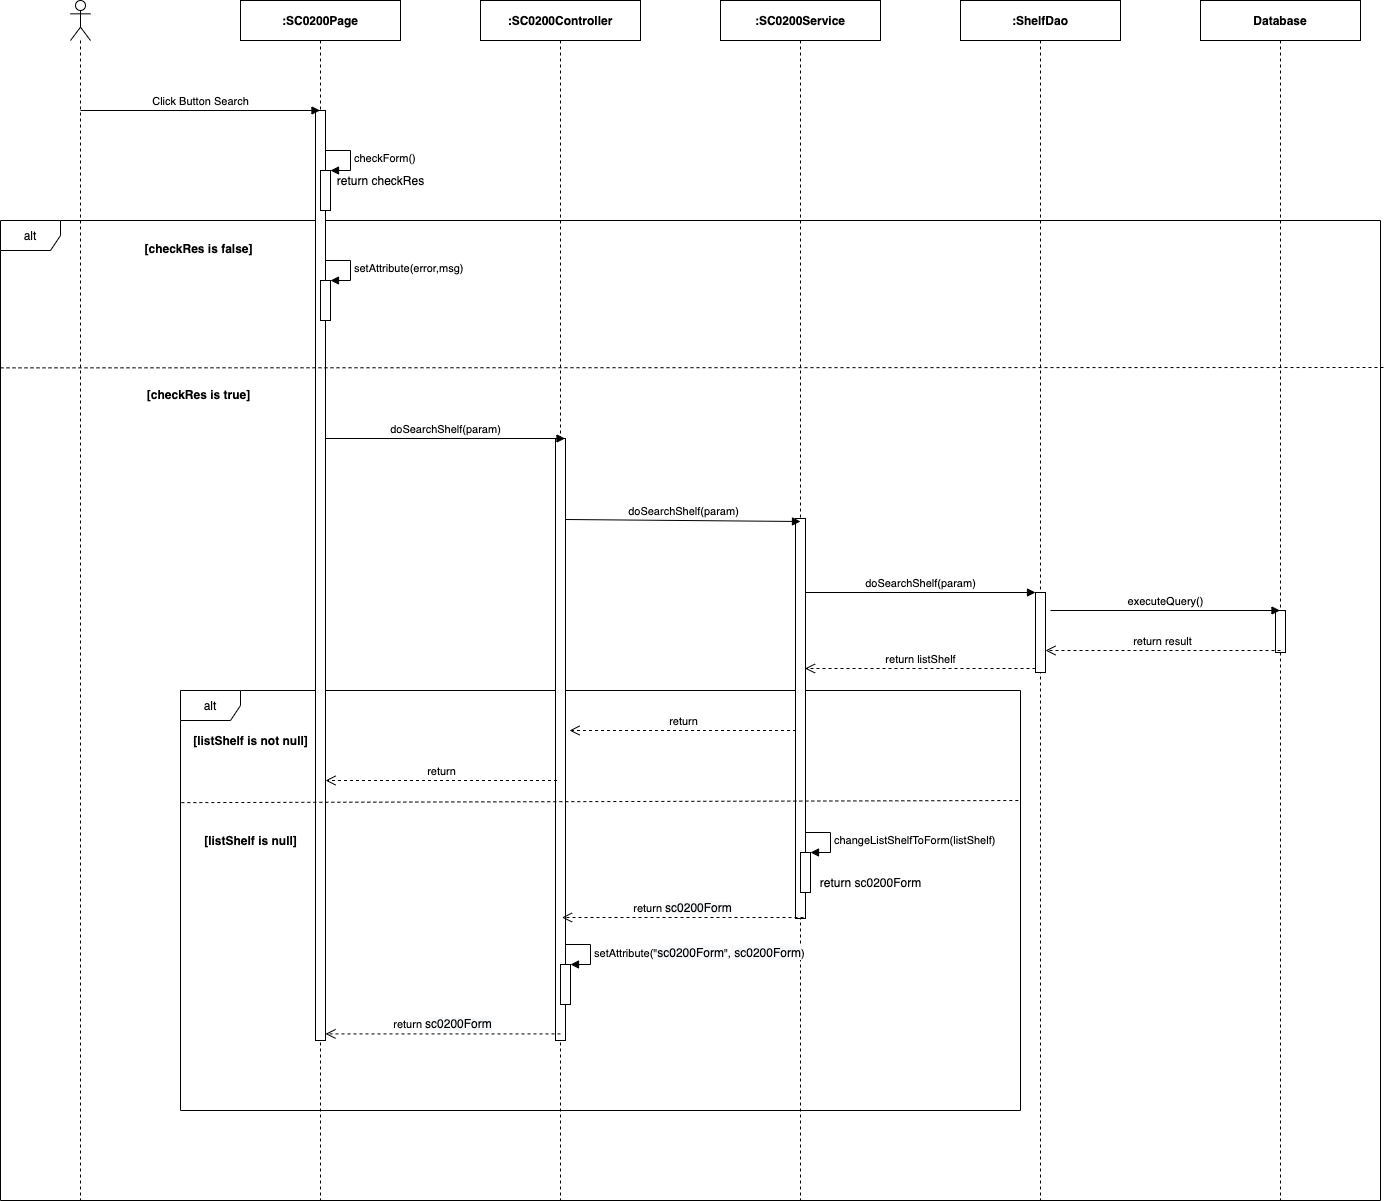 :SC0200Page
:SC0200Controller
:SC0200Service
:ShelfDao
Database
Click Button Search
checkForm()
return checkRes
alt
[checkRes is false]
setAttribute(error,msg)
[checkRes is true]
doSearchShelf(param)
doSearchShelf(param)
doSearchShelf(param)
executeQuery()
return result
return listShelf
alt
return
[listShelf is not null]
return
[listShelf is null]
changeListShelfToForm(listShelf)
return sc0200Form
return sc0200Form
setAttribute("sc0200Form", sc0200Form)
return sc0200Form